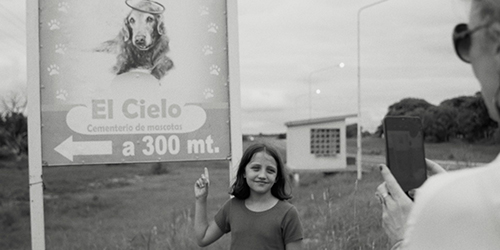 El Cielo
Cementerio de mascotas
a 300 mt.